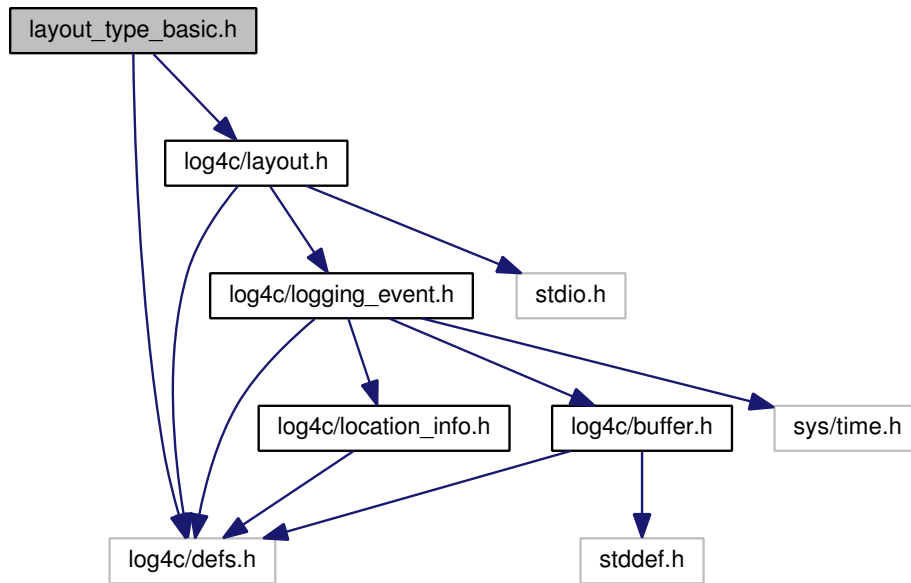 layout_type_basic.h
log4c/layout.h
log4c/logging_event.h
stdio.h
log4c/location_info.h
log4c/buffer.h
sys/time.h
log4c/defs.h
stddef.h